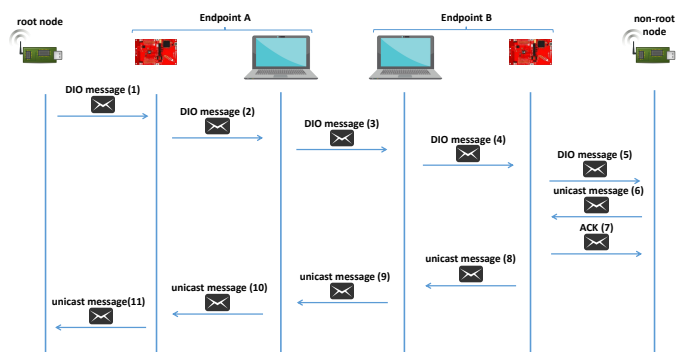 root node
Endpoint A
Endpoint B
non-root
node
DIO message (1)
DIO message (2)
DIO message (3)
DIO message (4)
DIO message (5)
unicast message (6)
ACK (7)
unicast message (8)
unicast message (9)
unicast message (10)
unicast message(11)